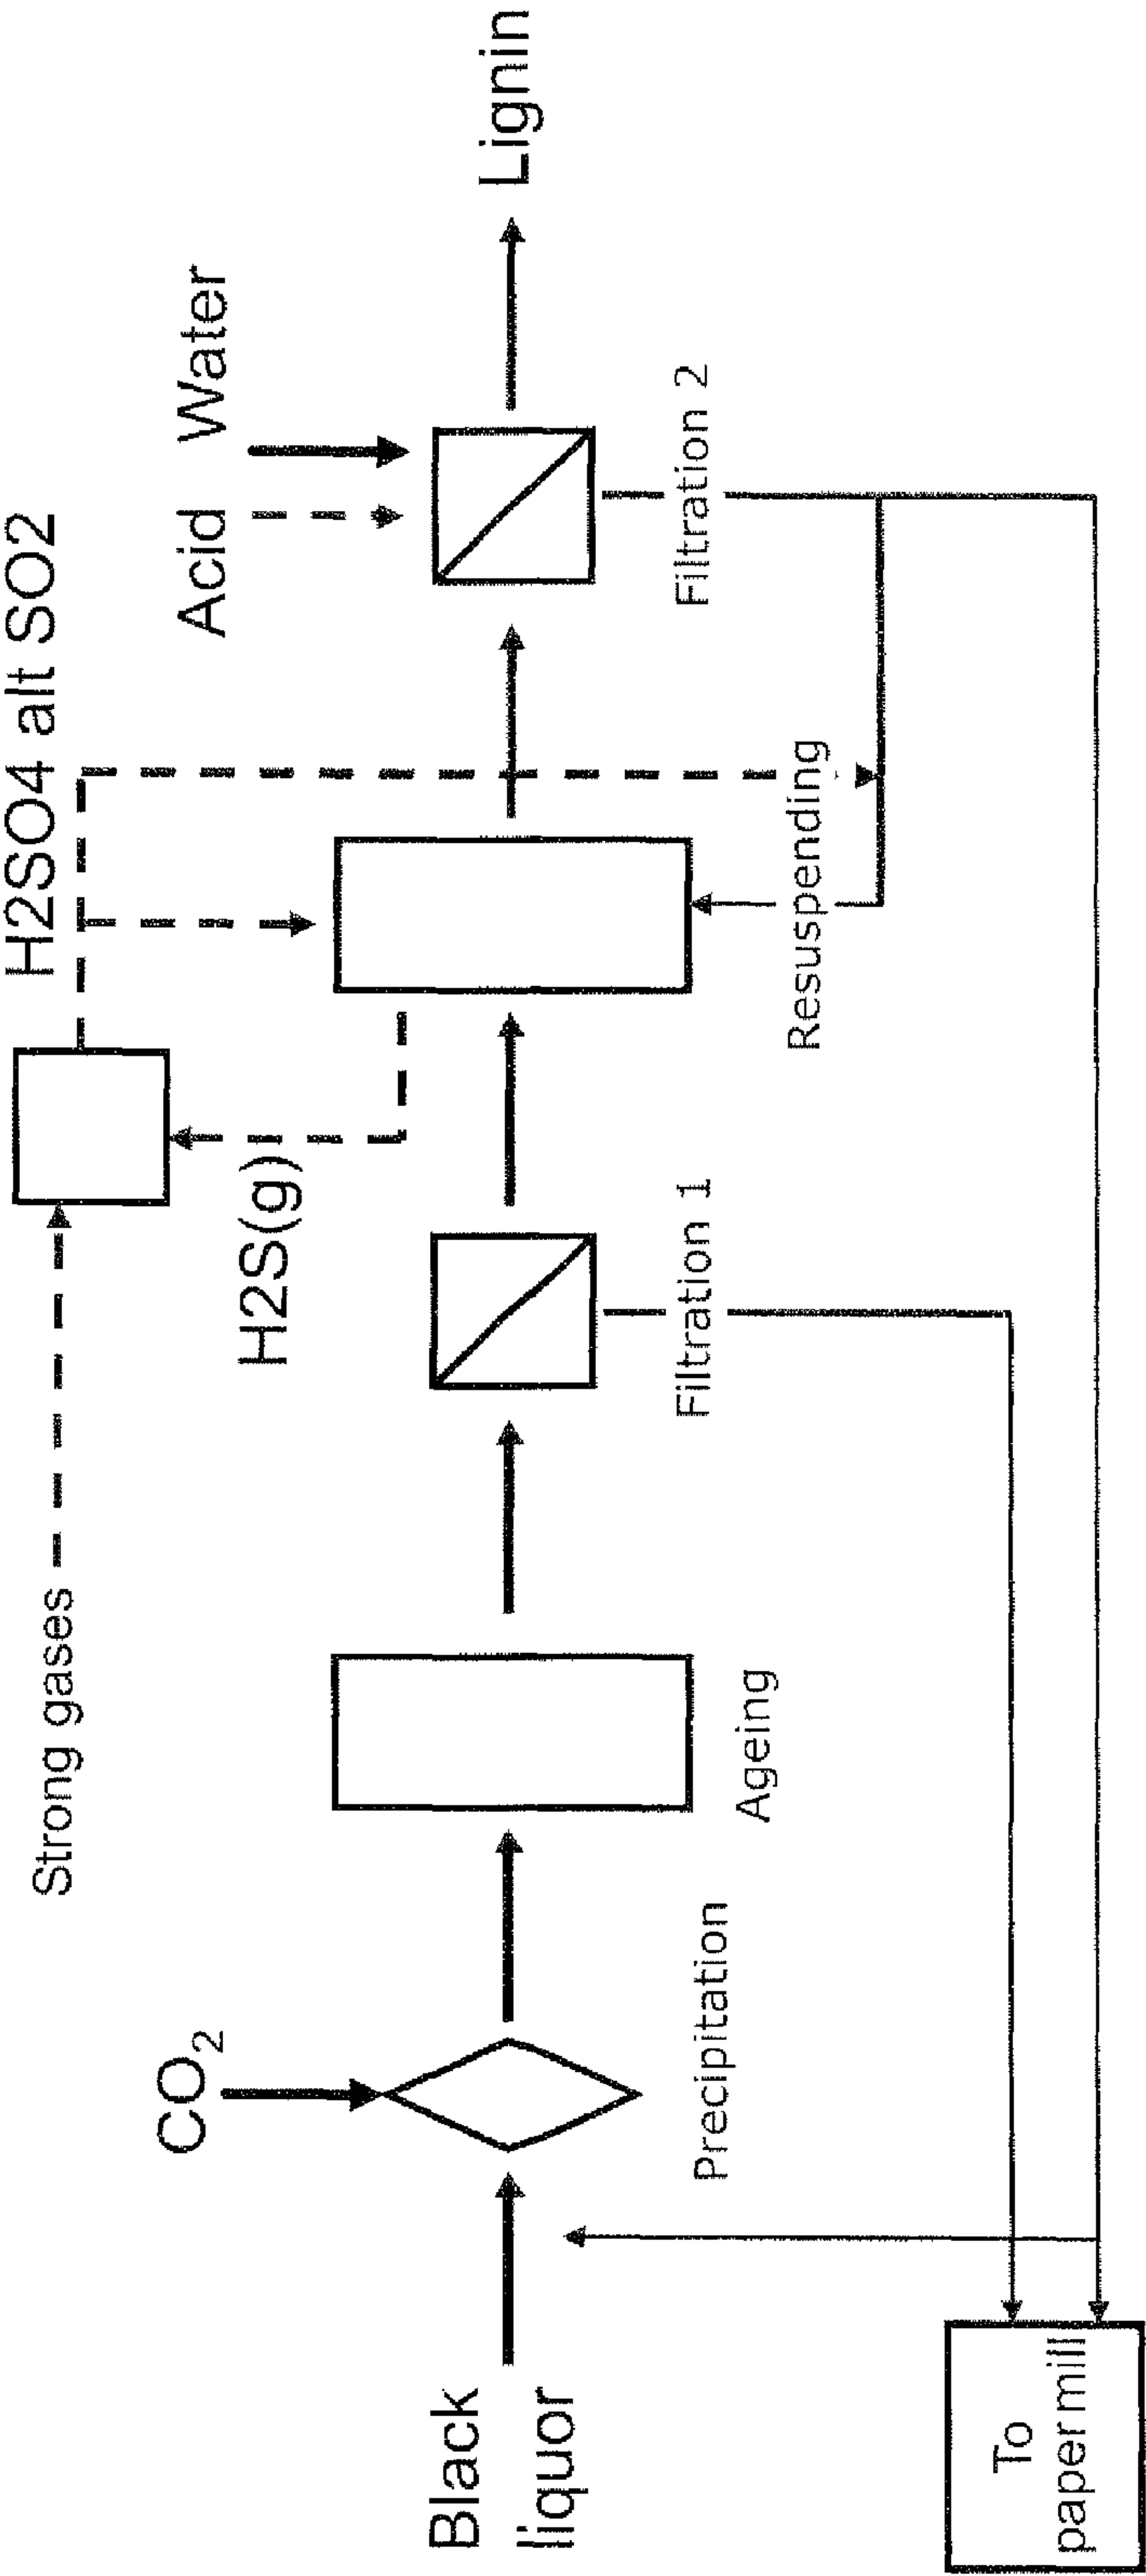 H2SO4 alt SO2
Strong gases
Acid
Water
CO2
H2S(g)
Black
liquor
Lignin
Precipitation
Ageing
Filtration 1
Resuspending
Filtration 2
To
paper mill